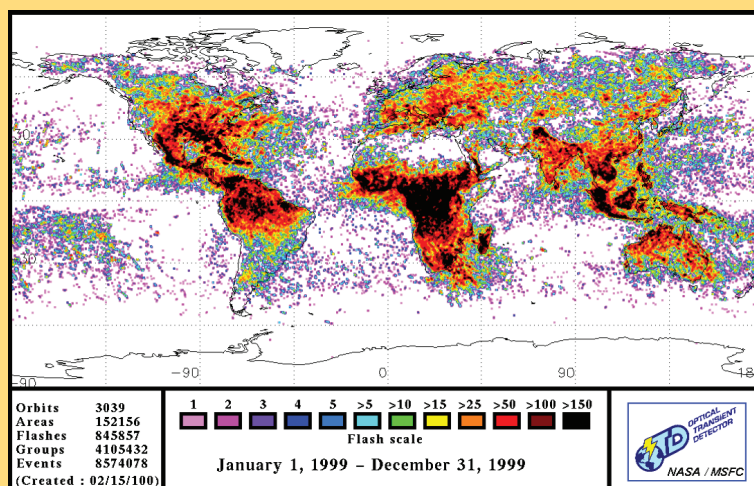 30
-30
-90
-90
0
90
18
Orbits 3039
Areas 152156
Flashes 845857
Groups 4105432
Events 8574078
(Created : 02/15/100)
1 2 3 4 5 >5 >10 >15 >25 >50 >100 >150
Flash scale
January 1, 1999 – December 31, 1999
OTD
OPTICAL
TRANSIENT
DETECTOR
NASA / MSFC